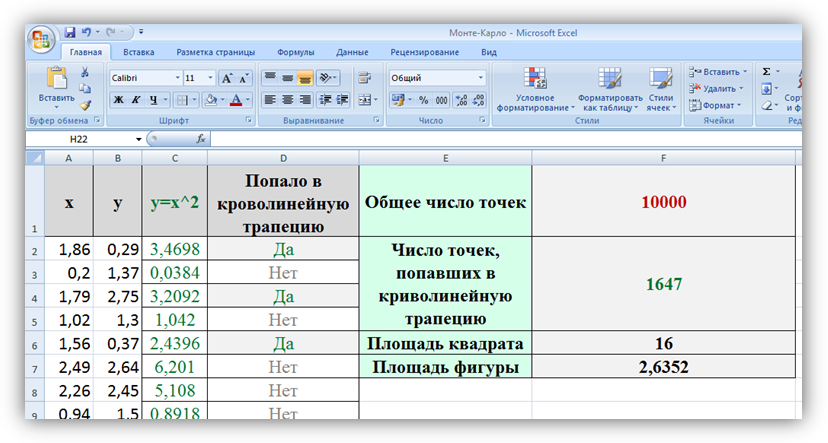 Монте-Карло - Microsoft Excel
Главная Вставка Разметка страницы Формулы Данные Рецензирование Вид
Вставить Calibri 11 A A Общий Условное форматирование Форматировать как таблицу Стили ячеек Вставить Удалить Формат Σ
Ж К Ч A % 000
Буфер обмена Шрифт Выравнивание Число Стили Ячейки
H22 fx
A B C D E F
1 x y y=x^2 Попало в кроволинейную трапецию Общее число точек 10000
2 1,86 0,29 3,4698 Да Число точек, попавших в криволинейную трапецию 1647
3 0,2 1,37 0,0384 Нет
4 1,79 2,75 3,2092 Да
5 1,02 1,3 1,042 Нет
6 1,56 0,37 2,4396 Да Площадь квадрата 16
7 2,49 2,64 6,201 Нет Площадь фигуры 2,6352
8 2,26 2,45 5,108 Нет
9 0,94 1,5 0,8918 Нет